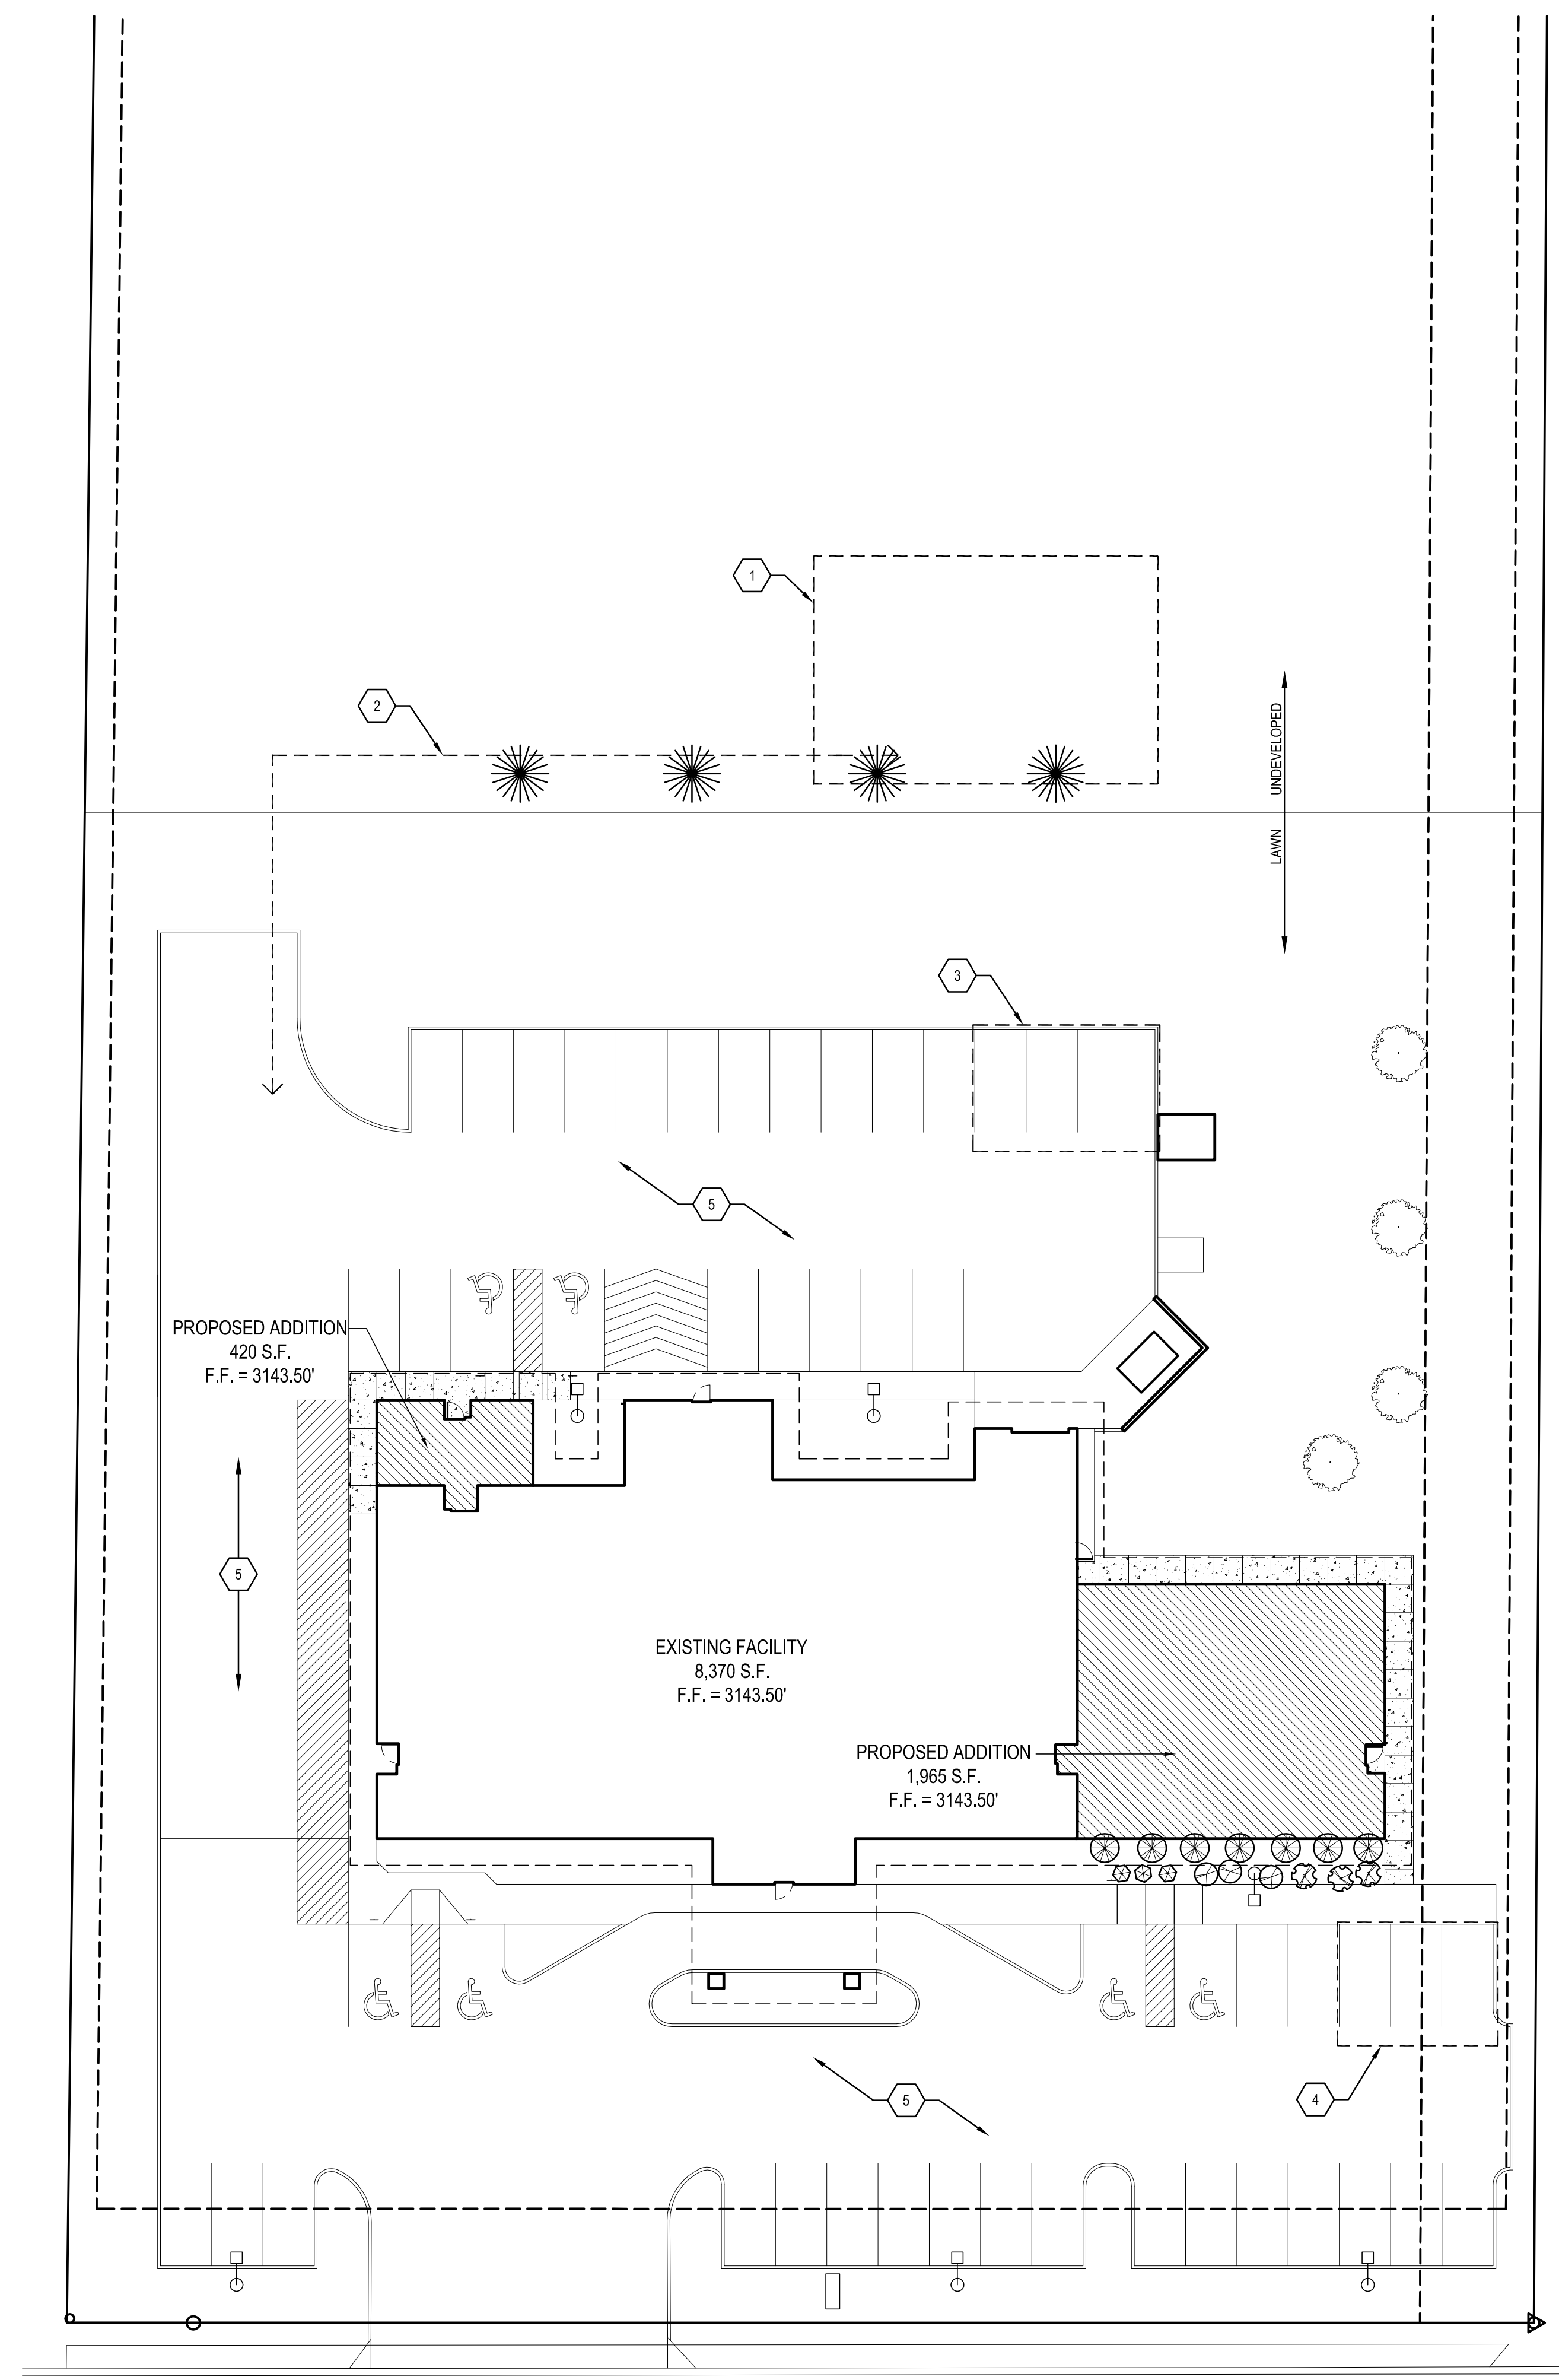 1
2
UNDEVELOPED
LAWN
3
5
PROPOSED ADDITION
420 S.F.
F.F. = 3143.50'
5
EXISTING FACILITY
8,370 S.F.
F.F. = 3143.50'
PROPOSED ADDITION
1,965 S.F.
F.F. = 3143.50'
5
4